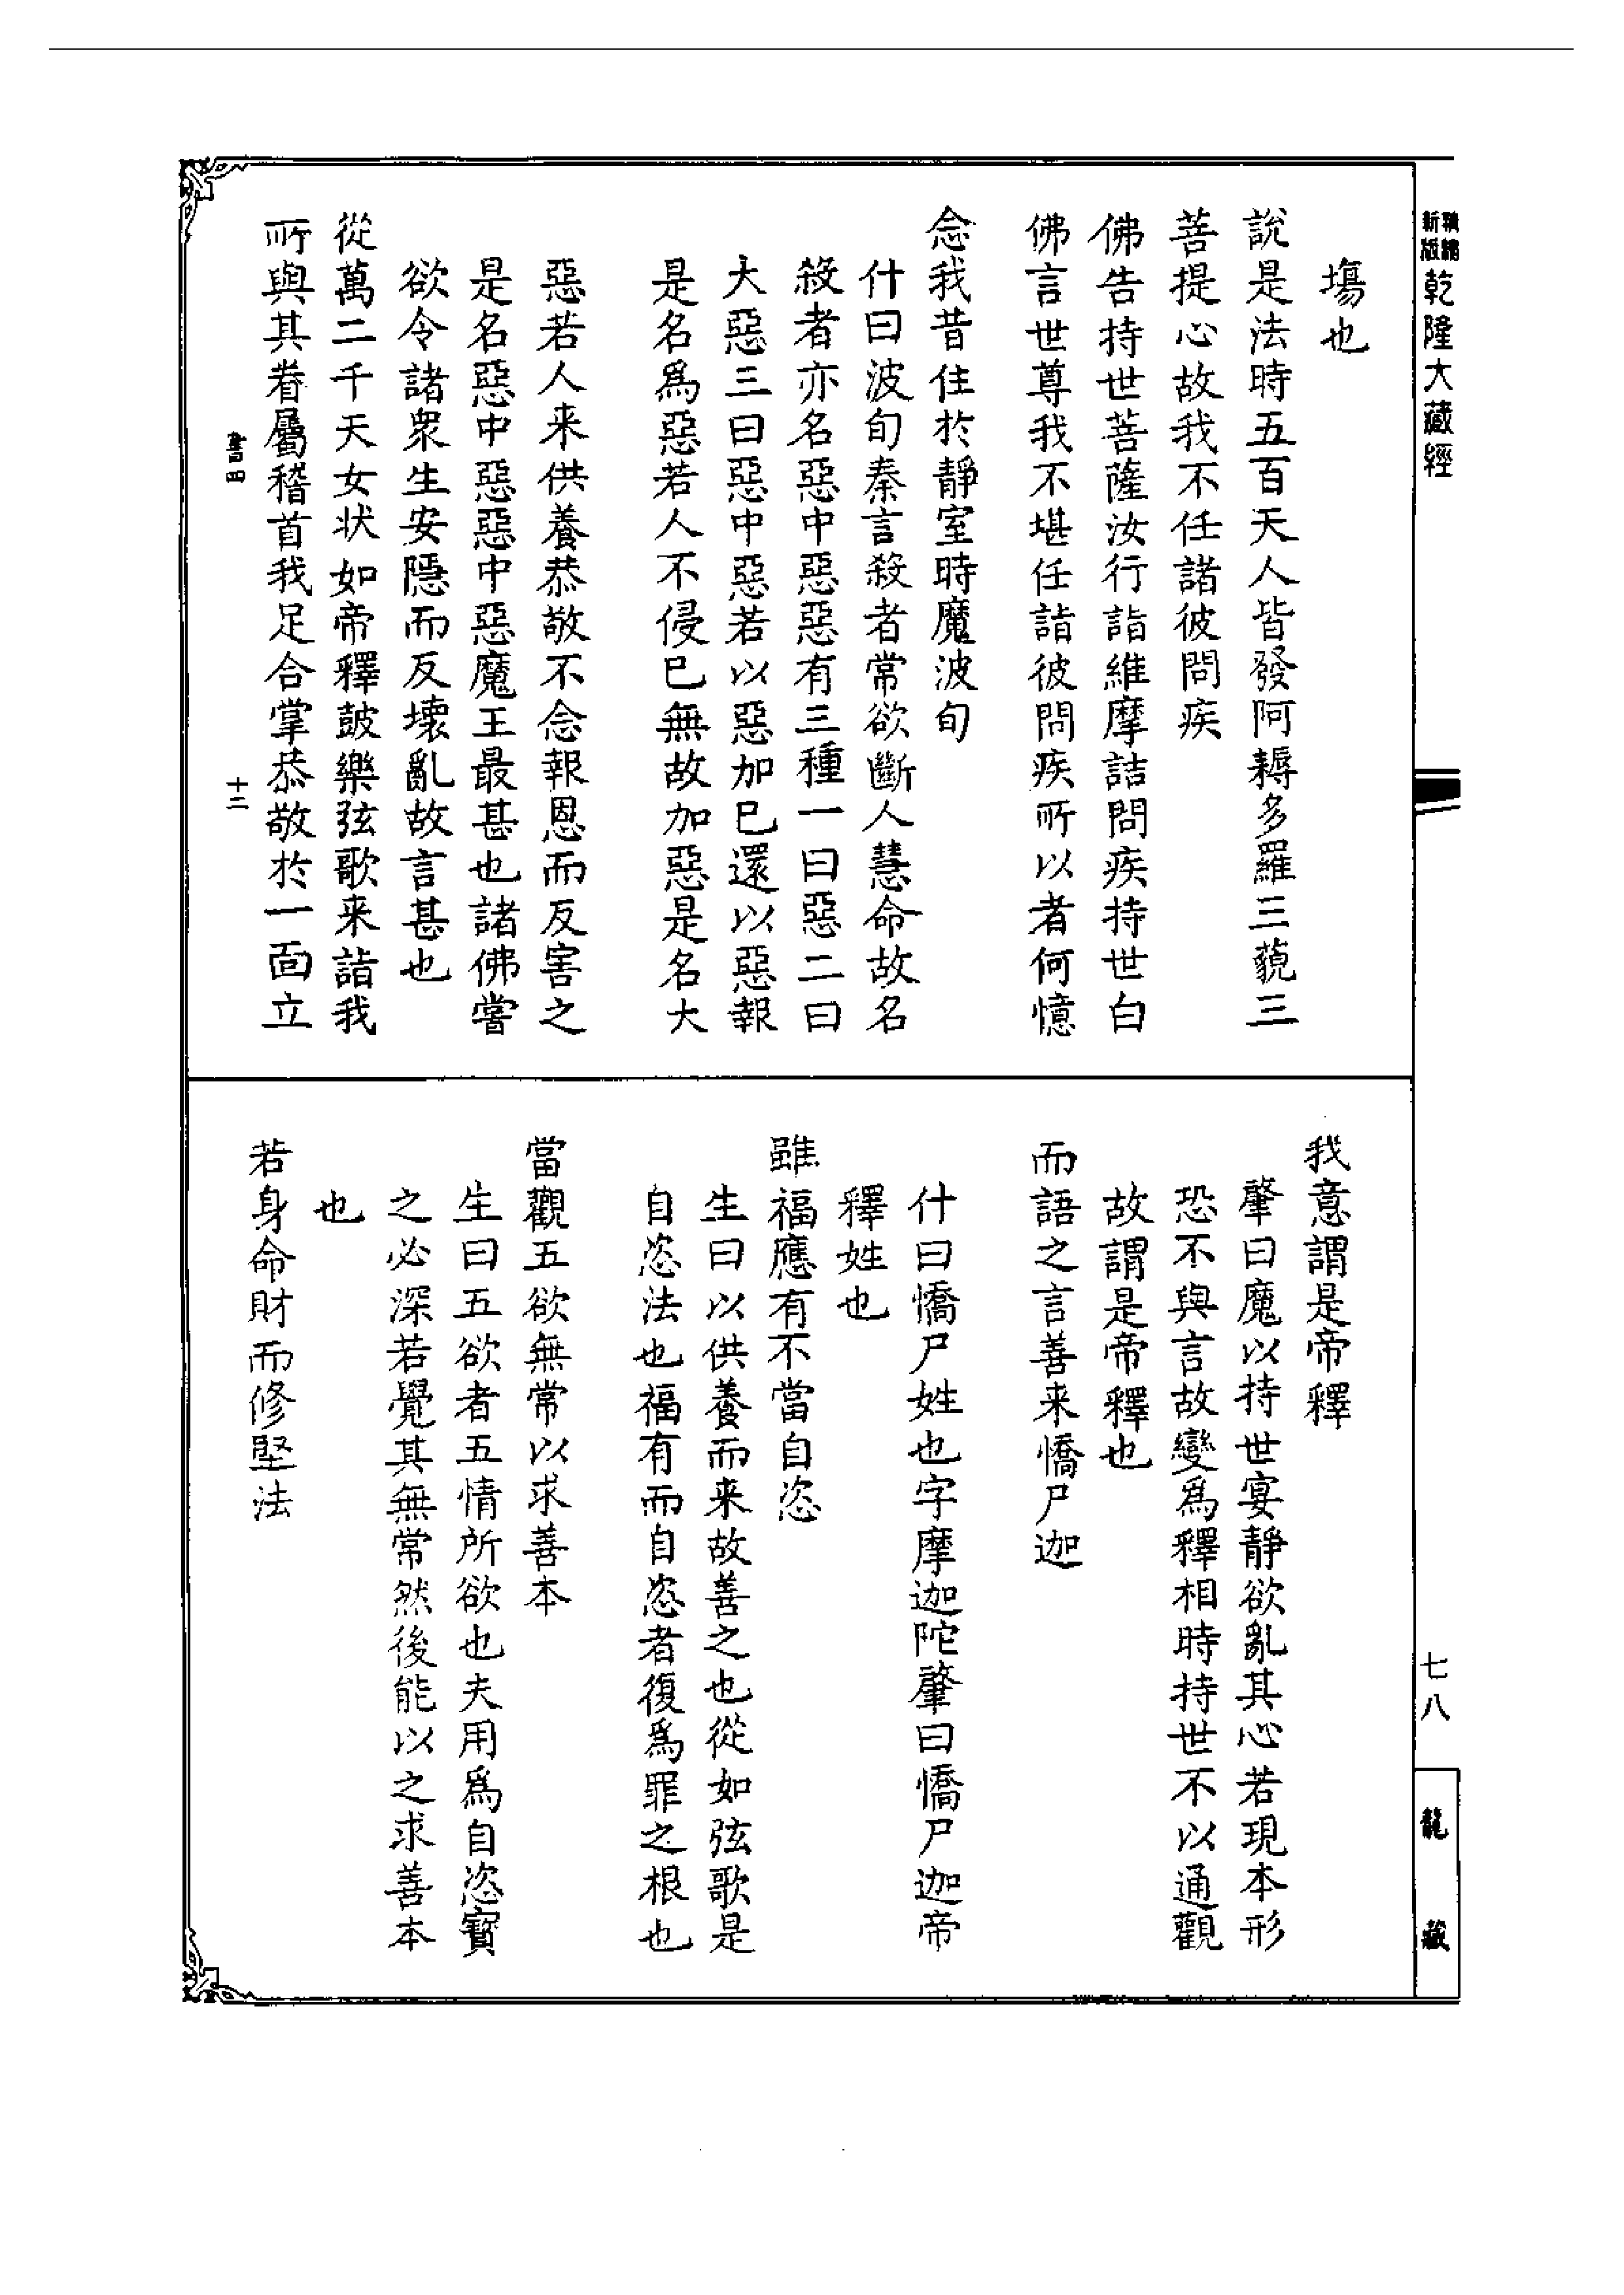 精縮
新版
乾隆大藏經
七八
龍藏
場也
說是法時五百天人皆發阿耨多羅三藐三
菩提心故我不任諸彼問疾
佛告持世菩薩汝行詣維摩詰問疾持世白
佛言世尊我不堪任詣彼問疾所以者何憶
念我昔住於靜室時魔波旬
什曰波旬秦言殺者常欲斷人慧命故名
殺者亦名惡中惡惡有三種一曰惡二曰
大惡三曰惡中惡若以惡加巳還以惡報
是名為惡若人不侵巳無故加惡是名大
惡若人来供養恭敬不念報恩而反害之
是名惡中惡惡中惡魔王最甚也諸佛嘗
欲令諸衆生安隱而反壞亂故言甚也
從萬二千天女状如帝釋鼓樂弦歌来詣我
所與其眷屬稽首我足合掌恭敬於一面立
書四
十二
我意謂是帝釋
肇曰魔以持世宴靜欲亂其心若現本形
恐不與言故變為釋相時持世不以通觀
故謂是帝釋也
而語之言善来憍尸迦
什曰憍尸姓也字摩迦陀肇曰憍尸迦帝
釋姓也
雖福應有不當自恣
生曰以供養而来故善之也從如弦歌是
自恣法也福有而自恣者復為罪之根也
當觀五欲無常以求善本
生曰五欲者五情所欲也夫用為自恣寶
之必深若覺其無常然後能以之求善本
也
若身命財而修堅法